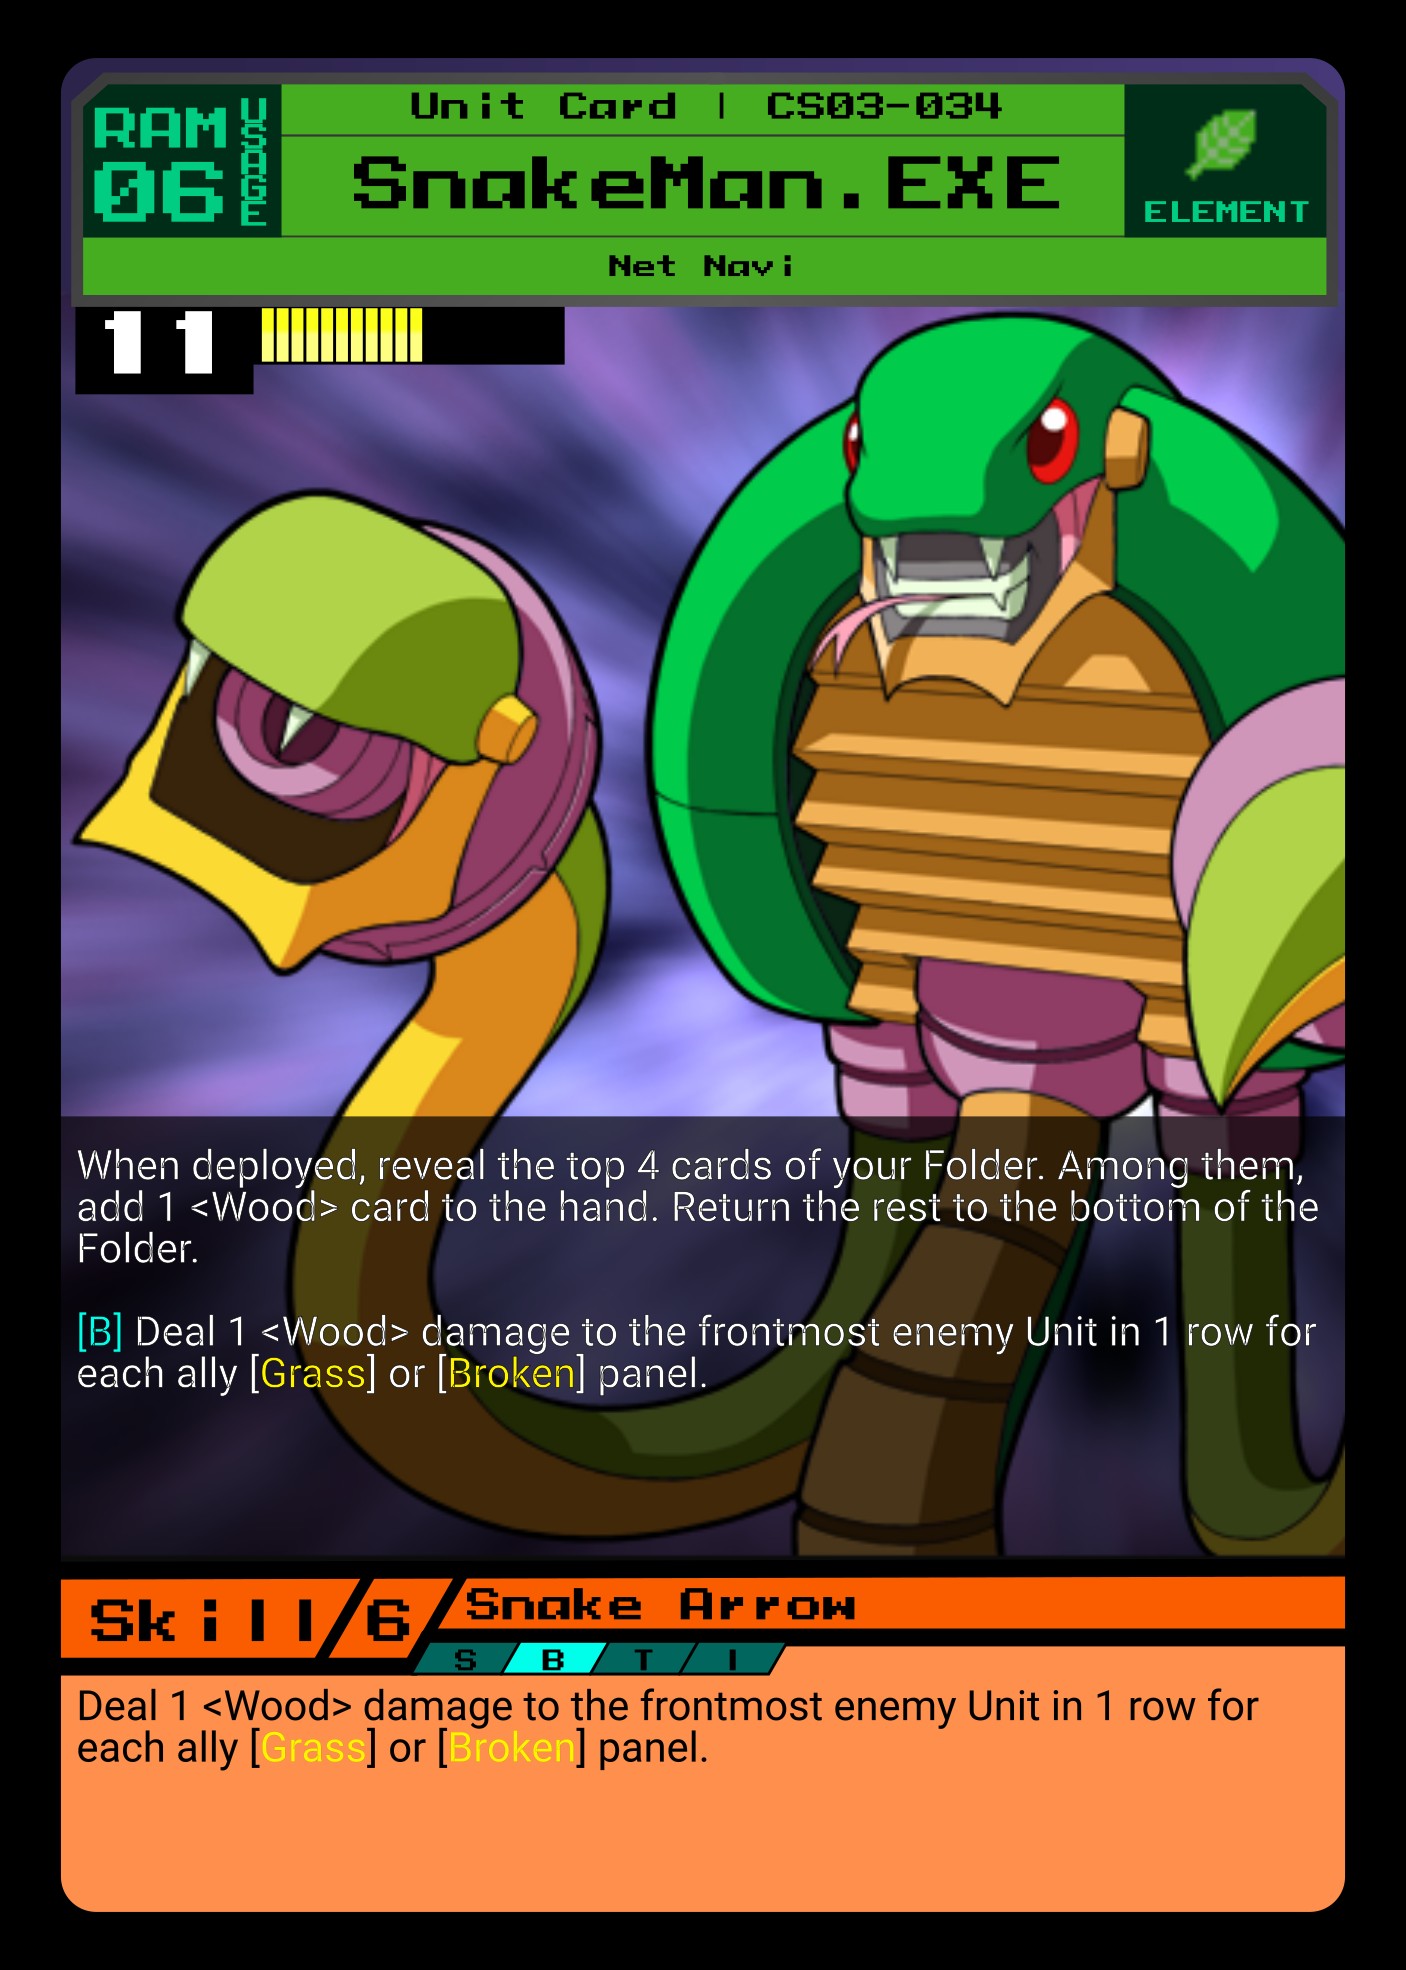 RAM
06
USAGE
Unit Card | CS03-034
SnakeMan.EXE
ELEMENT
Net Navi
11
When deployed, reveal the top 4 cards of your Folder. Among them,
add 1 <Wood> card to the hand. Return the rest to the bottom of the
Folder.
[B] Deal 1 <Wood> damage to the frontmost enemy Unit in 1 row for
each ally [Grass] or [Broken] panel.
Skill/6
Snake Arrow
S B T I
Deal 1 <Wood> damage to the frontmost enemy Unit in 1 row for
each ally [Grass] or [Broken] panel.